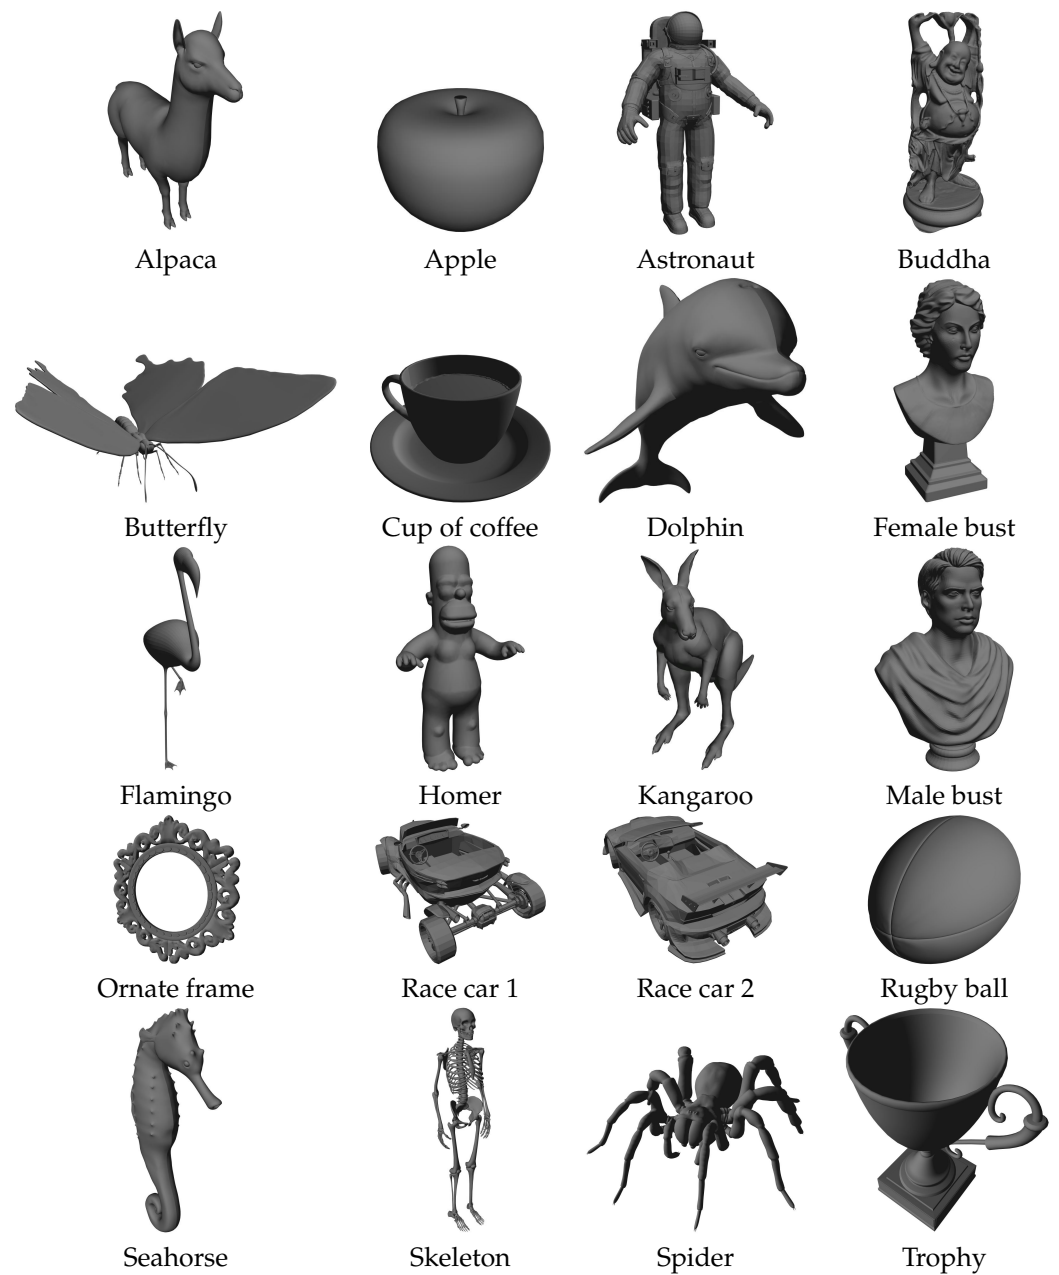 Alpaca
Apple
Astronaut
Buddha
Butterfly
Cup of coffee
Dolphin
Female bust
Flamingo
Homer
Kangaroo
Male bust
Ornate frame
Race car 1
Race car 2
Rugby ball
Seahorse
Skeleton
Spider
Trophy